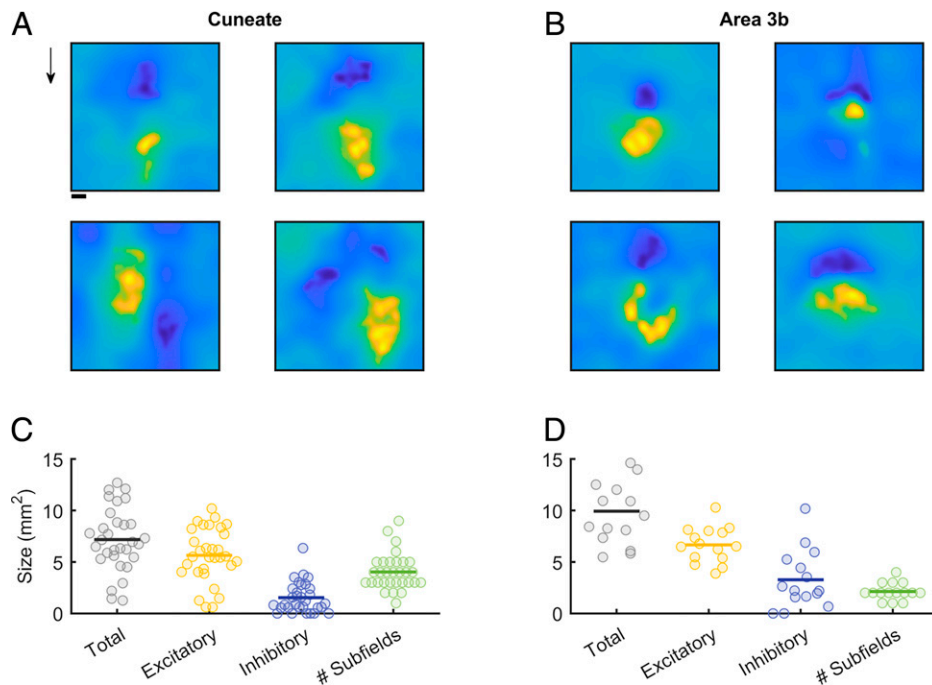 A
Cuneate
B
Area 3b
C
15
10
5
0
Size (mm²)
Total
Excitatory
Inhibitory
# Subfields
D
15
10
5
0
Total
Excitatory
Inhibitory
# Subfields